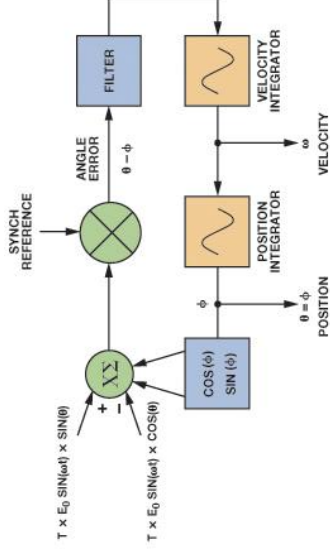 SYNCH
REFERENCE
ANGLE
ERROR
θ – ϕ
FILTER
T × E₀ SIN(ωt) × SIN(θ)
T × E₀ SIN(ωt) × COS(θ)
+
–
XΣ
COS (ϕ)
SIN (ϕ)
ϕ
POSITION
INTEGRATOR
VELOCITY
INTEGRATOR
θ = ϕ
POSITION
ω
VELOCITY